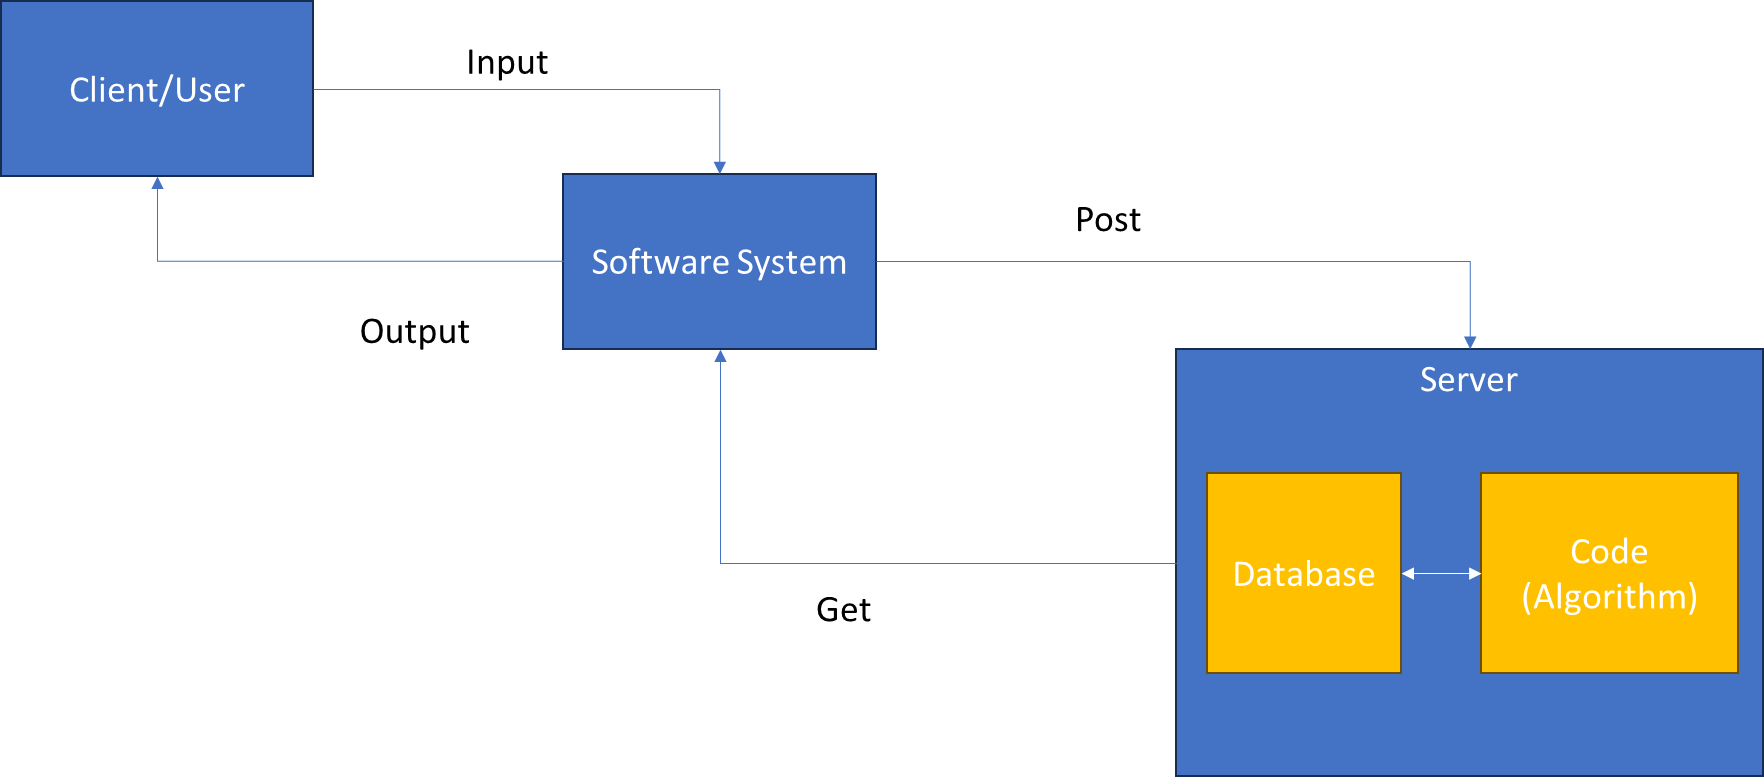 Client/User
Input
Software System
Post
Output
Server
Database
Code
(Algorithm)
Get